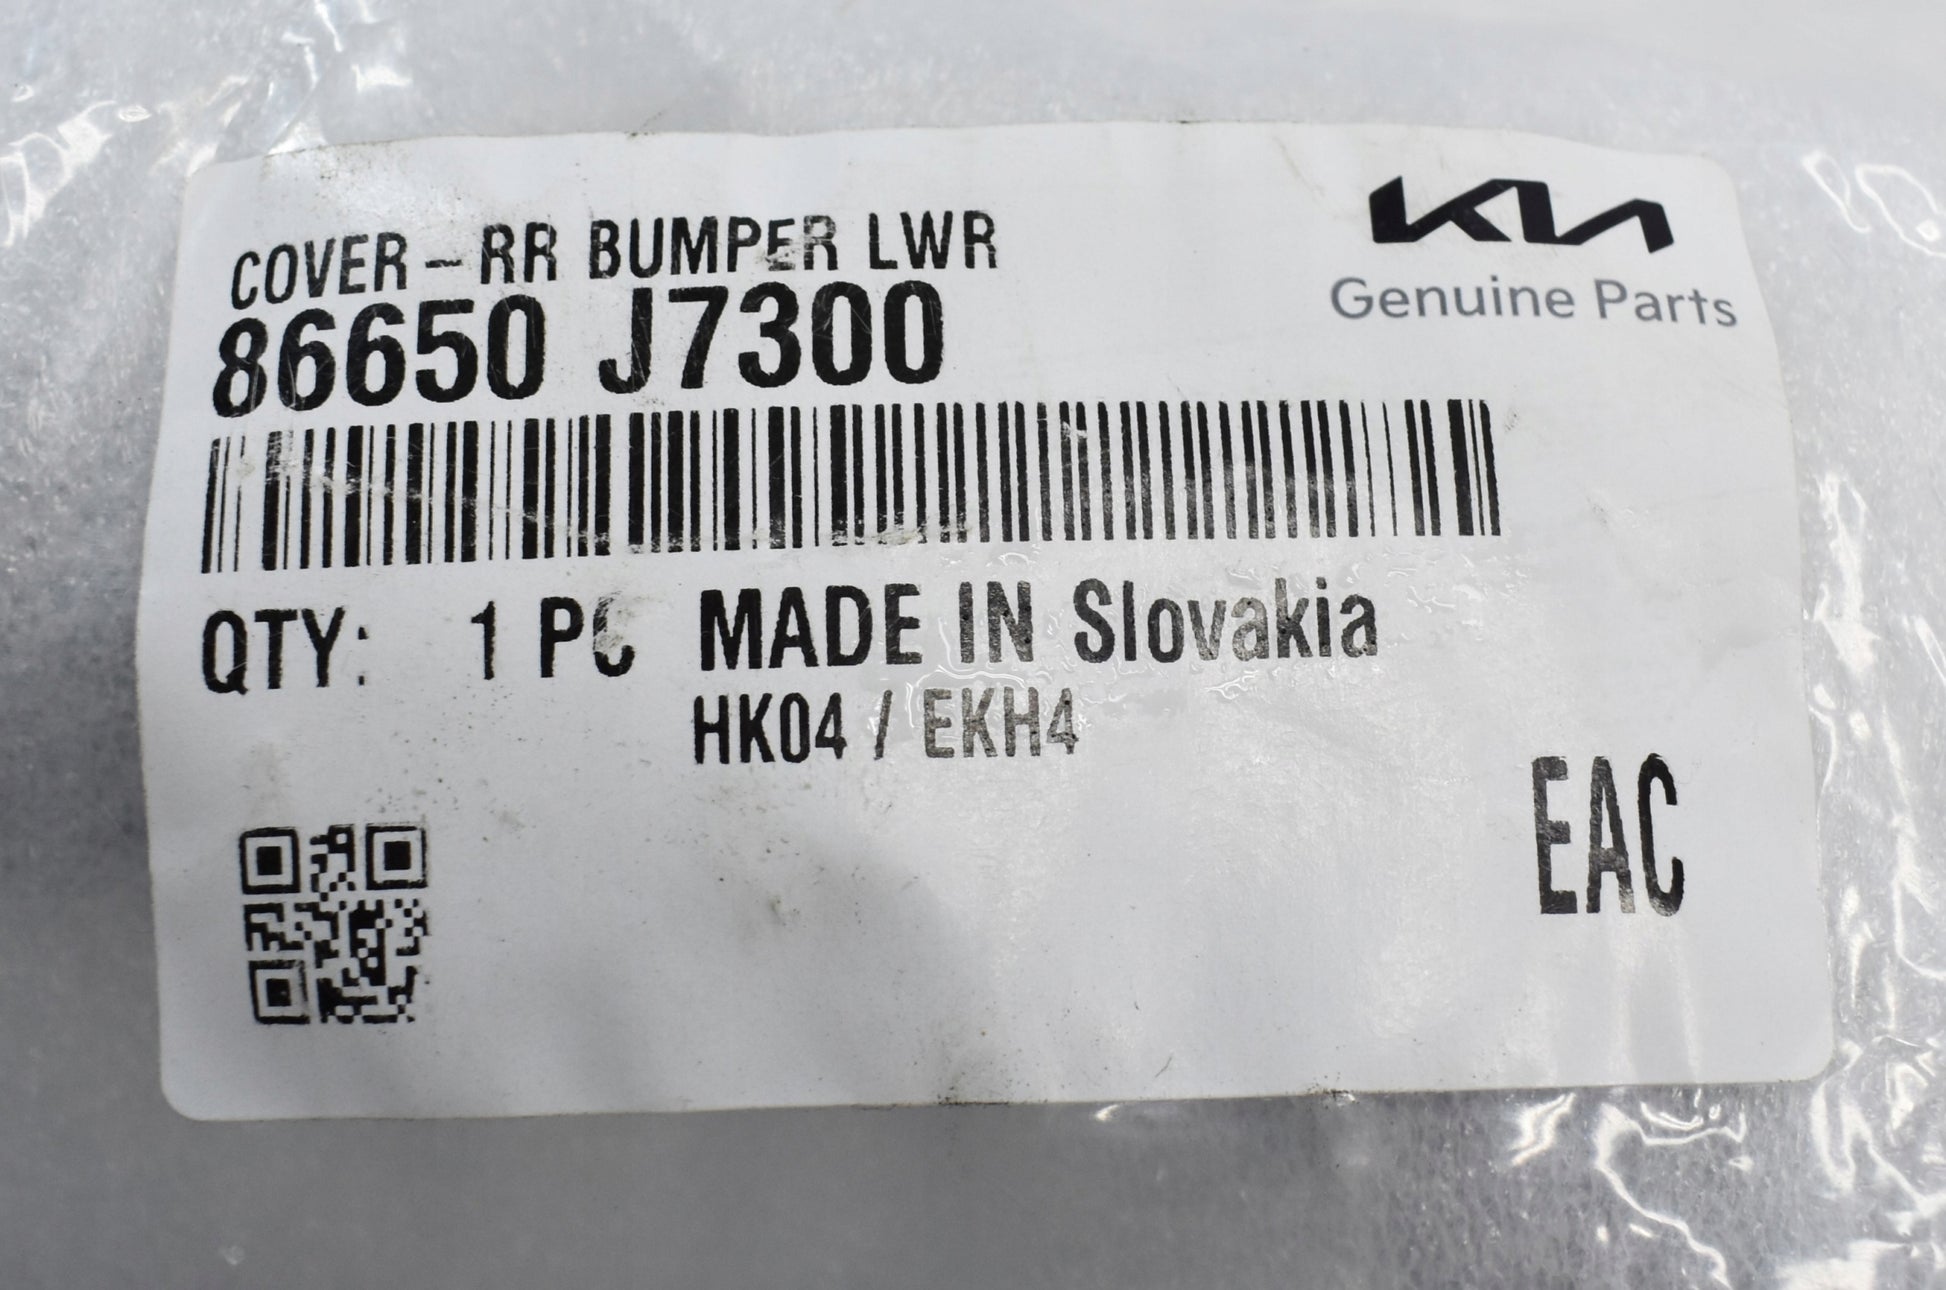 COVER-RR BUMPER LWR
86650 J7300
KIA
Genuine Parts
QTY: 1 PC MADE IN Slovakia
HK04 / EKH4
EAC